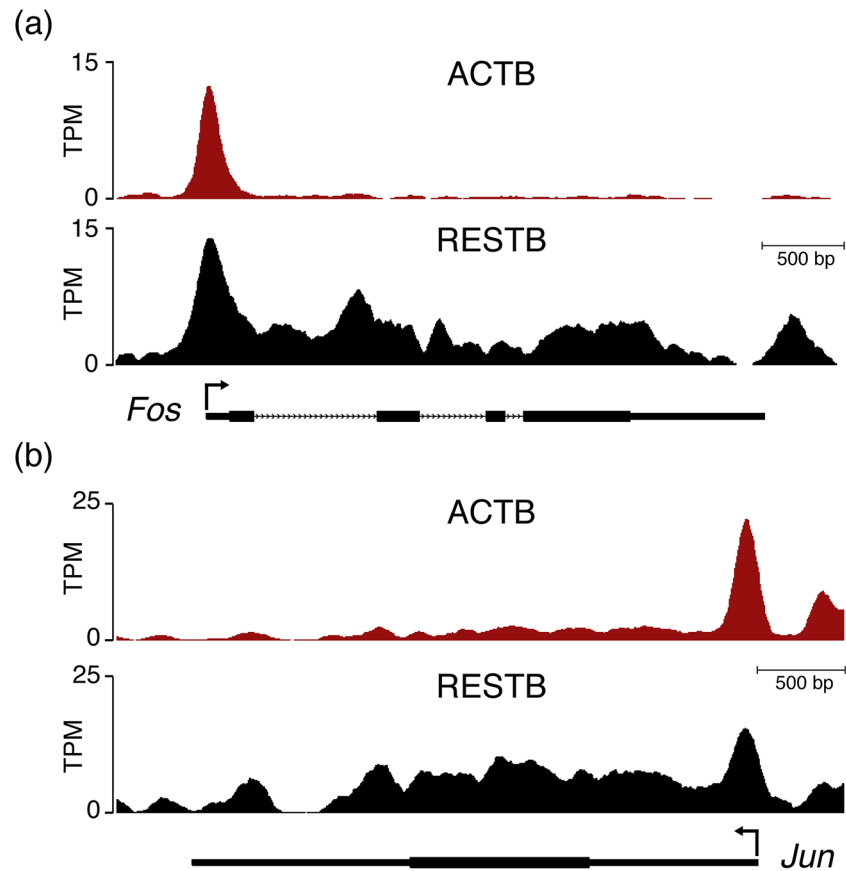 (a)
15
ACTB
TPM
0
15
RESTB
TPM
500 bp
0
Fos
(b)
25
ACTB
TPM
0
25
RESTB
500 bp
TPM
0
Jun